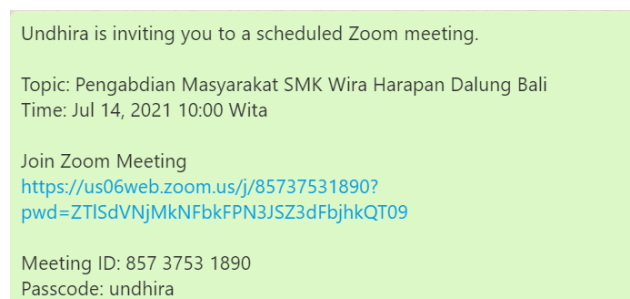 Undhira is inviting you to a scheduled Zoom meeting.
Topic: Pengabdian Masyarakat SMK Wira Harapan Dalung Bali
Time: Jul 14, 2021 10:00 Wita
Join Zoom Meeting
https://us06web.zoom.us/j/85737531890?
pwd=ZTlSdVNjMkNFbkFPN3JSZ3dFbjhkQT09
Meeting ID: 857 3753 1890
Passcode: undhira